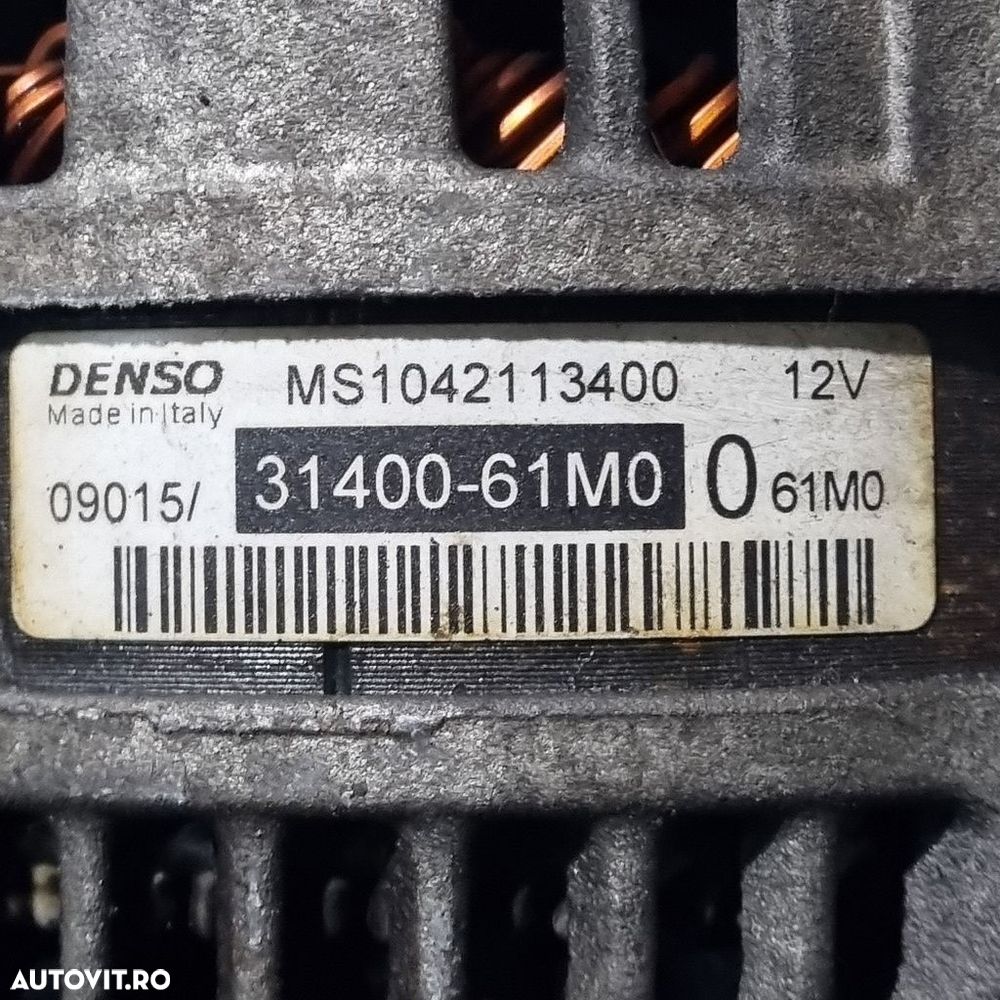 DENSO MS1042113400 12V
Made in Italy
09015/ 31400-61M0 0 61M0
AUTOVIT.RO